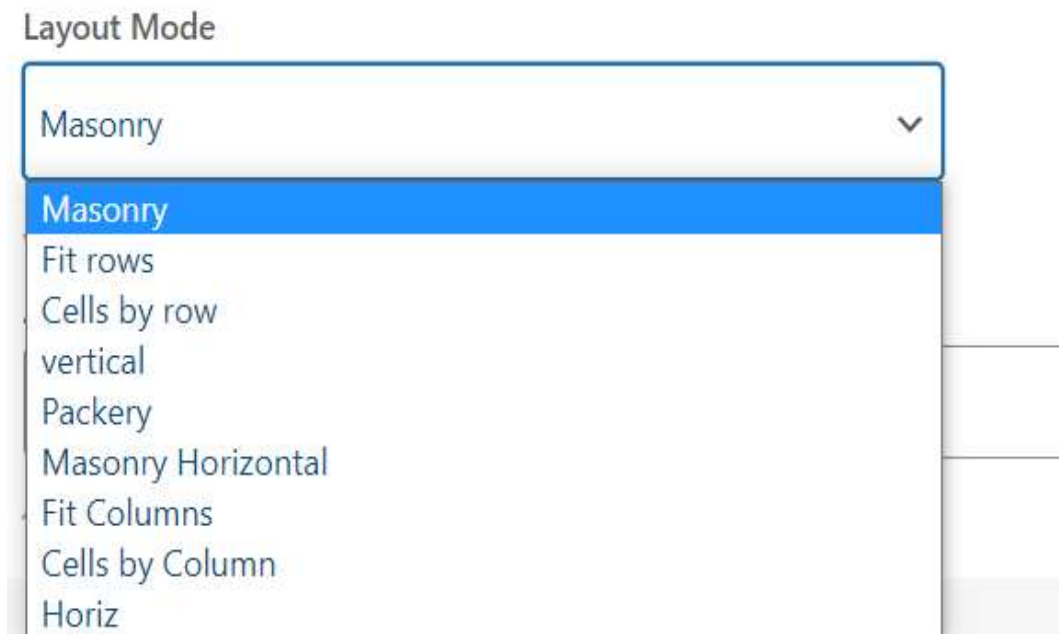 Layout Mode
Masonry
Masonry
Fit rows
Cells by row
vertical
Packery
Masonry Horizontal
Fit Columns
Cells by Column
Horiz